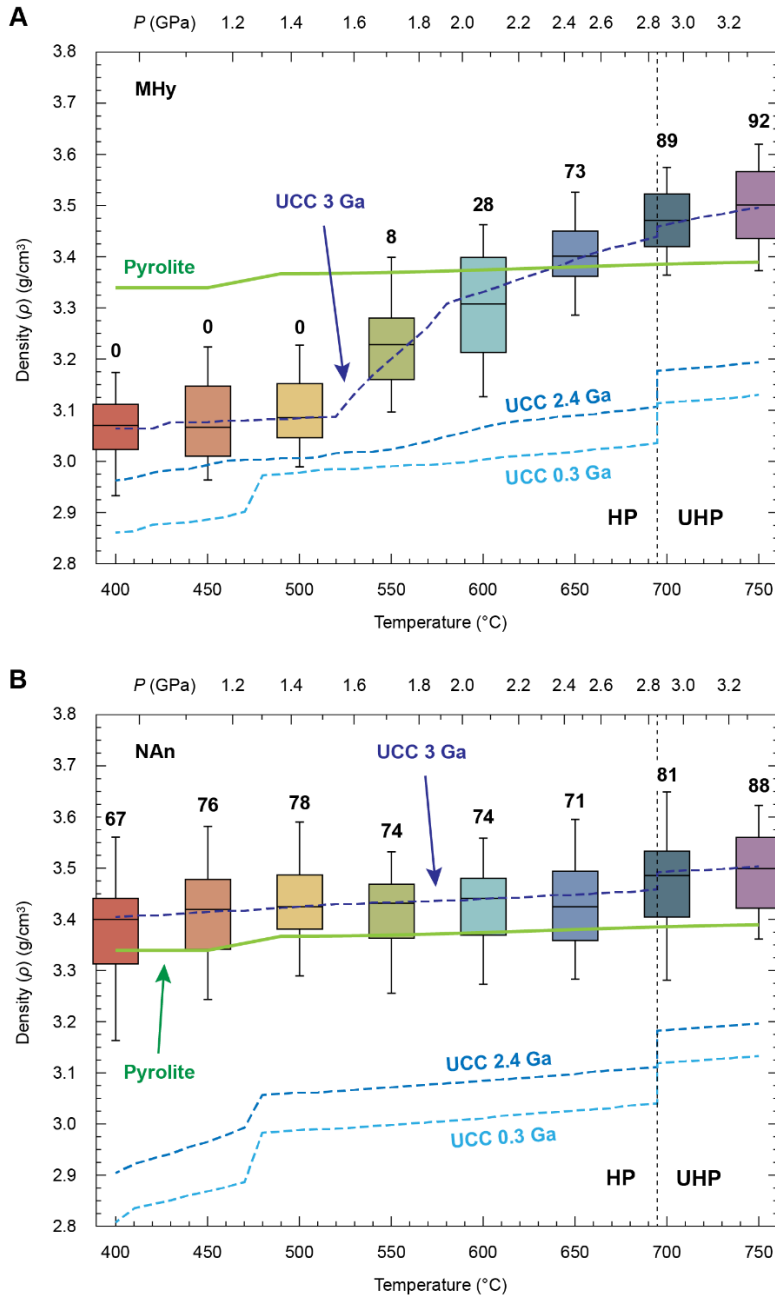 A
P (GPa) 1.2 1.4 1.6 1.8 2.0 2.2 2.4 2.6 2.8 3.0 3.2
3.8
MHy
3.7
92
89
3.6
73
UCC 3 Ga
28
3.5
8
Pyrolite
3.4
3.3
0 0 0
3.2
UCC 2.4 Ga
3.1
UCC 0.3 Ga
3.0
2.9
HP UHP
2.8
Density (ρ) (g/cm³)
400 450 500 550 600 650 700 750
Temperature (°C)
B
P (GPa) 1.2 1.4 1.6 1.8 2.0 2.2 2.4 2.6 2.8 3.0 3.2
3.8
NAn
UCC 3 Ga
3.7
67 76 78 74 74 71 81 88
3.6
3.5
3.4
3.3
3.2
Pyrolite
UCC 2.4 Ga
3.1
UCC 0.3 Ga
3.0
2.9
HP UHP
2.8
Density (ρ) (g/cm³)
400 450 500 550 600 650 700 750
Temperature (°C)